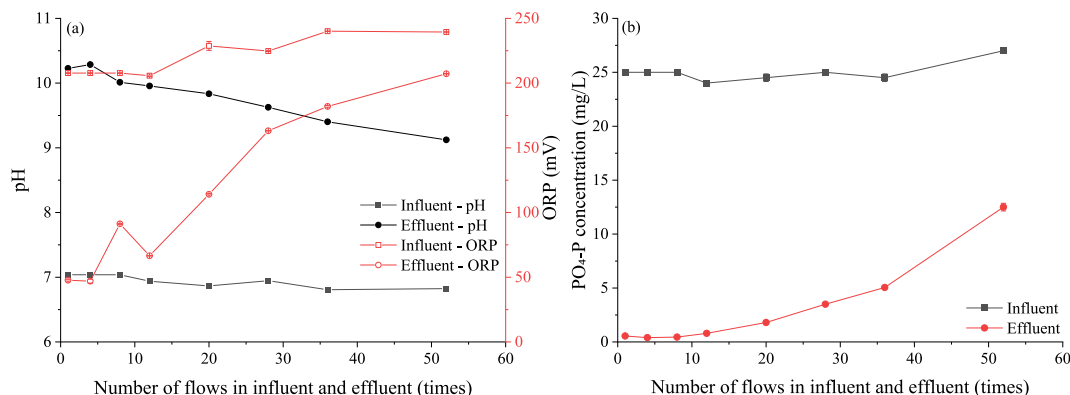 (a)
11
10
9
8
7
6
pH
250
200
150
100
50
0
ORP (mV)
Influent - pH
Effluent - pH
Influent - ORP
Effluent - ORP
0 10 20 30 40 50 60
Number of flows in influent and effluent (times)
(b)
30
25
20
15
10
5
0
PO₄-P concentration (mg/L)
Influent
Effluent
0 10 20 30 40 50 60
Number of flows in influent and effluent (times)